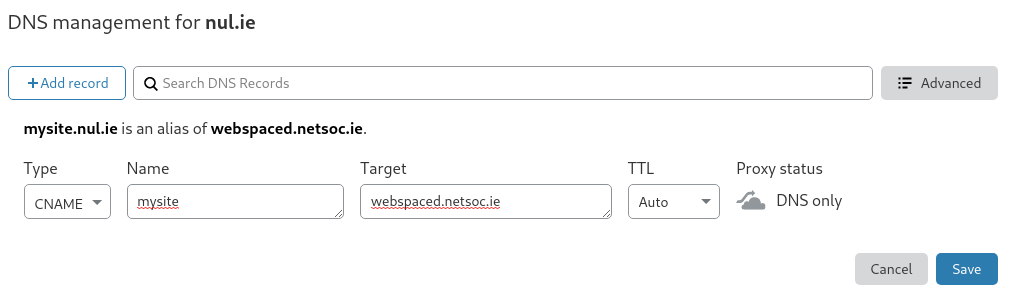 DNS management for nul.ie
+Add record Search DNS Records Advanced
mysite.nul.ie is an alias of webspaced.netsoc.ie.
Type Name Target TTL Proxy status
CNAME mysite webspaced.netsoc.ie Auto DNS only
Cancel Save